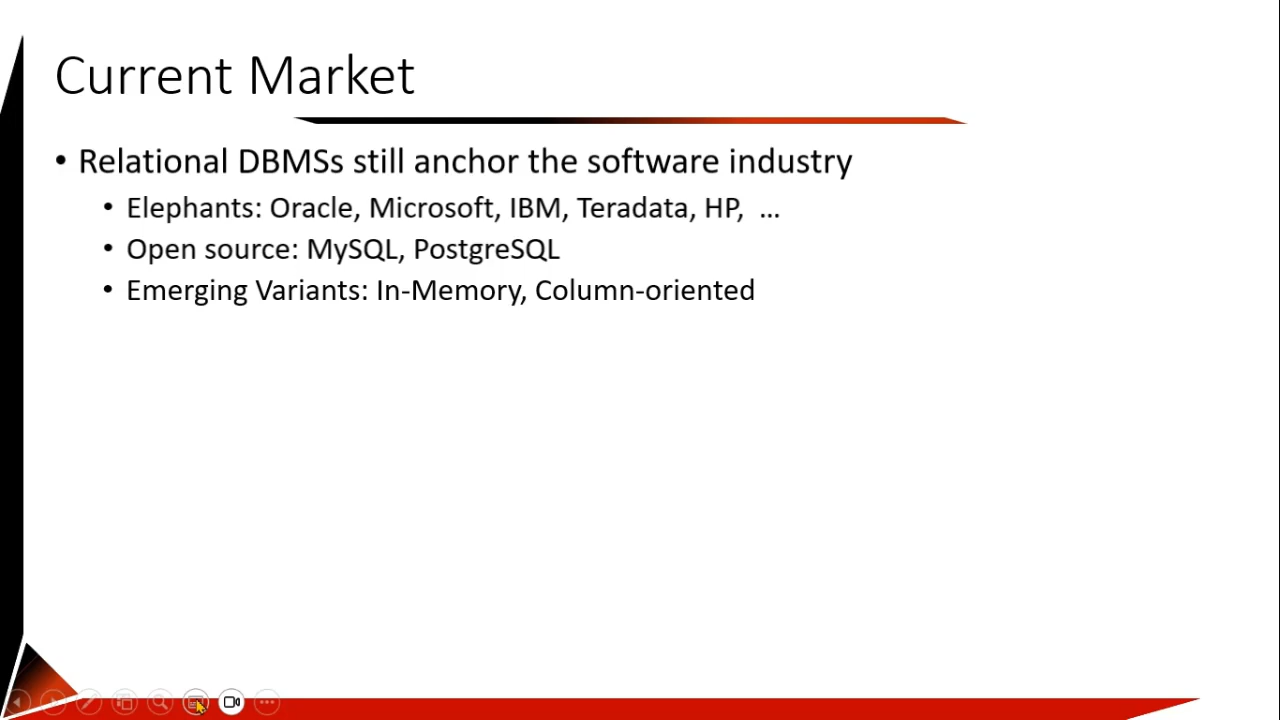 Current Market
• Relational DBMSs still anchor the software industry
• Elephants: Oracle, Microsoft, IBM, Teradata, HP,  …
• Open source: MySQL, PostgreSQL
• Emerging Variants: In-Memory, Column-oriented